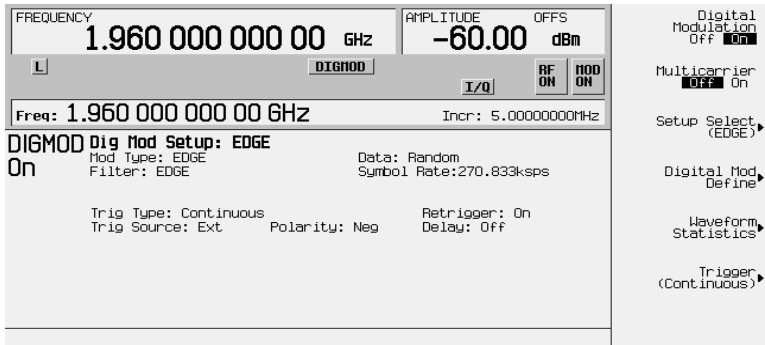 FREQUENCY
1.960 000 000 00 GHz
AMPLITUDE OFFS
-60.00 dBm
L
DIGMOD
I/Q
RF ON
MOD ON
Freq: 1.960 000 000 00 GHz
Incr: 5.00000000MHz
DIGMOD On
Dig Mod Setup: EDGE
Mod Type: EDGE Data: Random
Filter: EDGE Symbol Rate:270.833ksps
Trig Type: Continuous Retrigger: On
Trig Source: Ext Polarity: Neg Delay: Off
Digital
Modulation
Off On
Multicarrier
Off On
Setup Select
(EDGE)
Digital Mod
Define
Waveform
Statistics
Trigger
(Continuous)